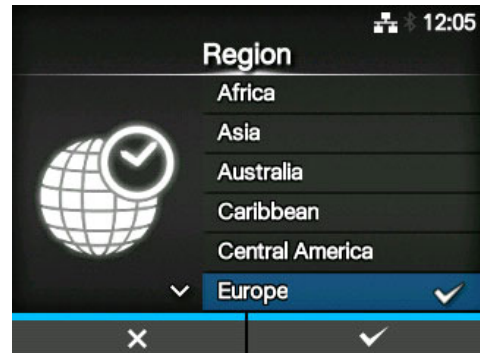 12:05
Region
Africa
Asia
Australia
Caribbean
Central America
Europe